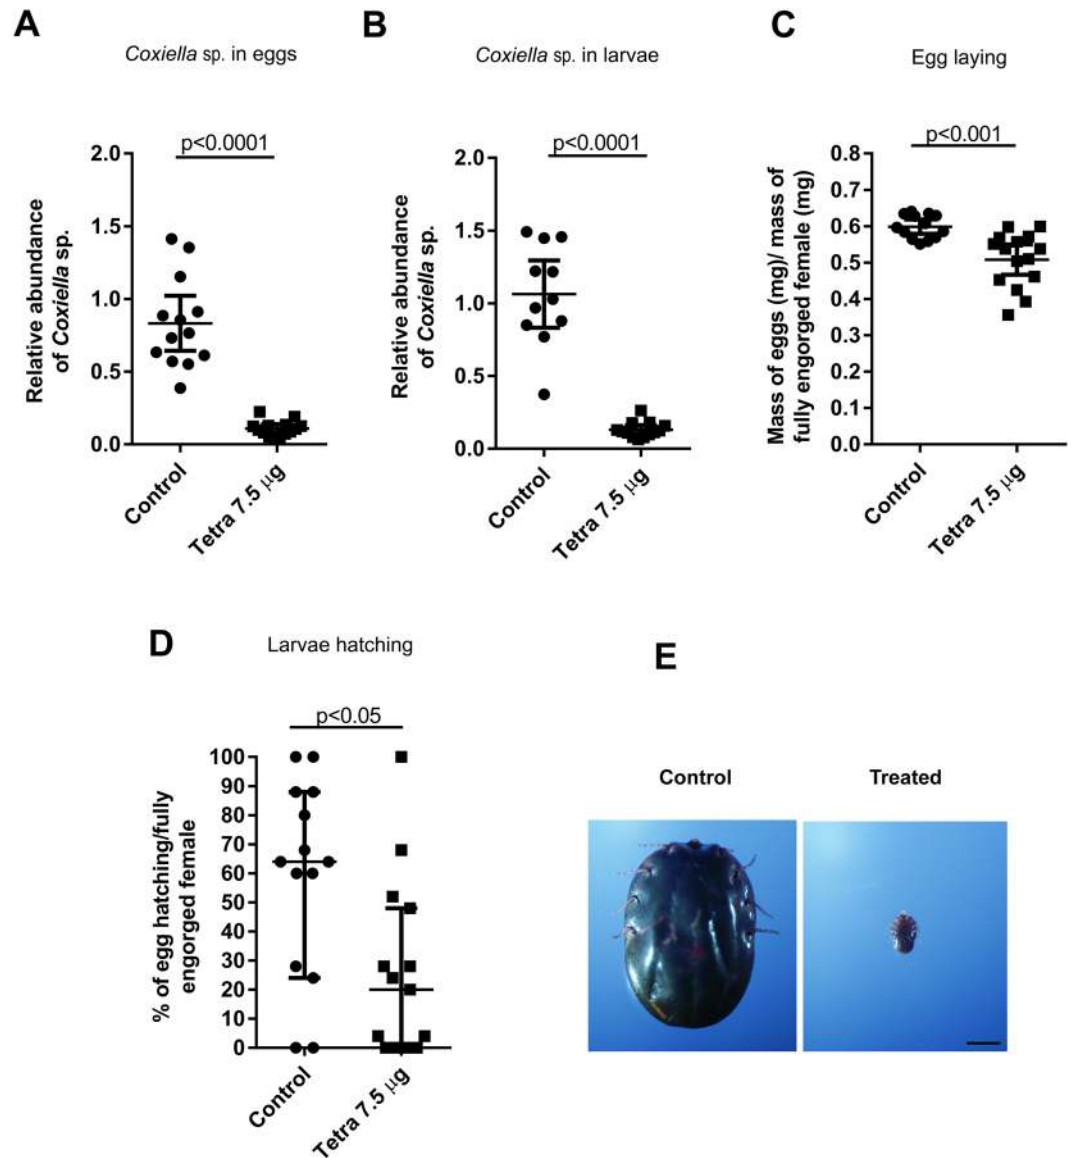 A
Coxiella sp. in eggs
p<0.0001
Relative abundance
of Coxiella sp.
2.0
1.5
1.0
0.5
0.0
Control
Tetra 7.5 µg
B
Coxiella sp. in larvae
p<0.0001
Relative abundance
of Coxiella sp.
2.0
1.5
1.0
0.5
0.0
Control
Tetra 7.5 µg
C
Egg laying
p<0.001
Mass of eggs (mg)/ mass of
fully engorged female (mg)
0.8
0.7
0.6
0.5
0.4
0.3
0.2
0.1
0.0
Control
Tetra 7.5 µg
D
Larvae hatching
p<0.05
% of egg hatching/fully
engorged female
100
90
80
70
60
50
40
30
20
10
0
Control
Tetra 7.5 µg
E
Control
Treated